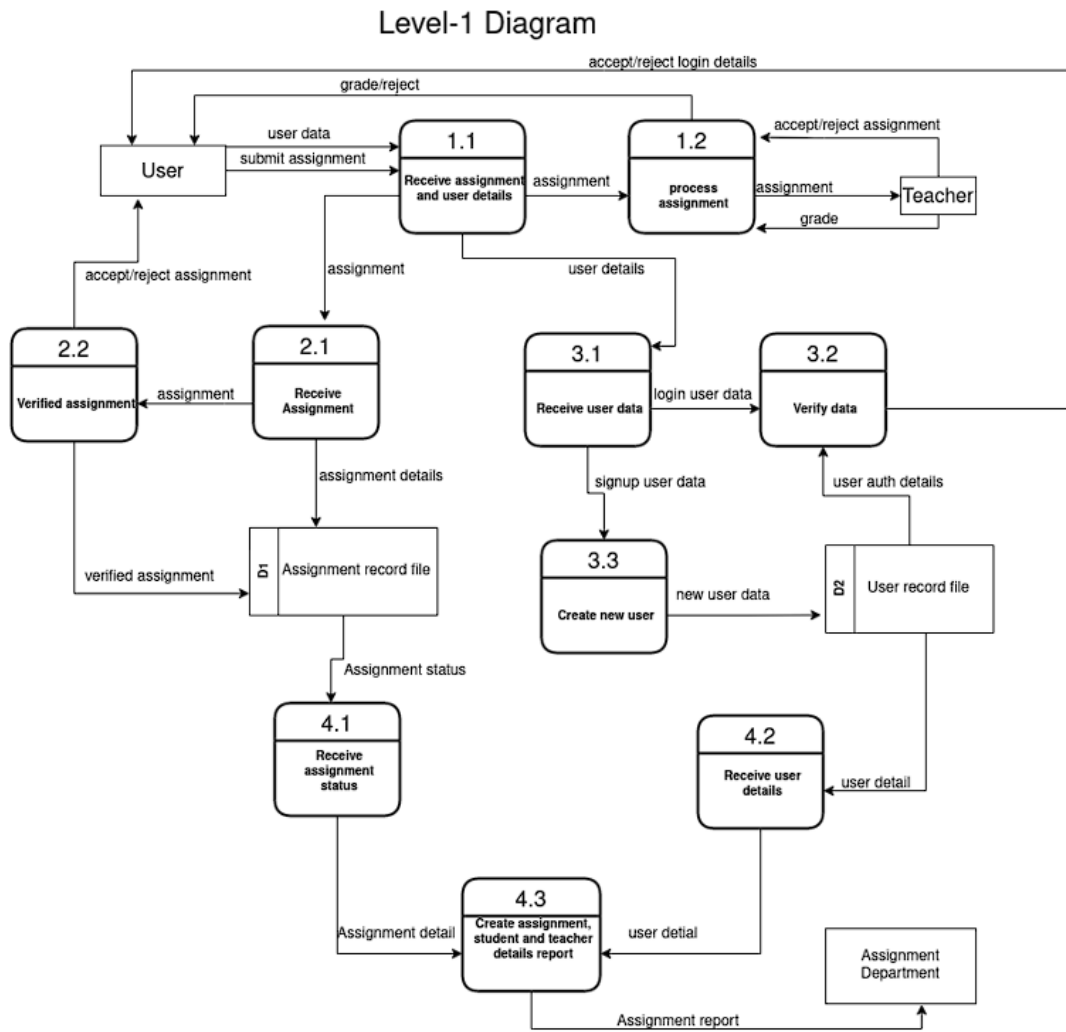 Level-1 Diagram
accept/reject login details
grade/reject
user data
submit assignment
User
1.1
Receive assignment
and user details
assignment
1.2
process
assignment
accept/reject assignment
assignment
Teacher
grade
assignment
user details
accept/reject assignment
2.2
Verified assignment
assignment
2.1
Receive
Assignment
3.1
Receive user data
login user data
3.2
Verify data
assignment details
signup user data
user auth details
verified assignment
D1
Assignment record file
3.3
Create new user
new user data
D2
User record file
Assignment status
4.1
Receive
assignment
status
4.2
Receive user
details
user detail
Assignment detail
4.3
Create assignment,
student and teacher
details report
user detial
Assignment
Department
Assignment report